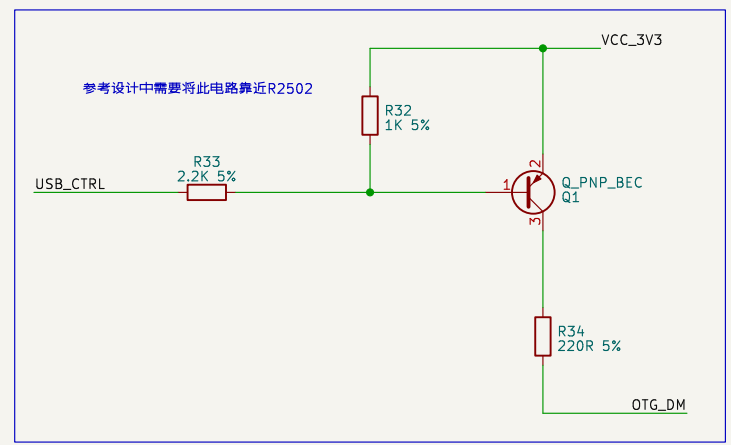 VCC_3V3
参考设计中需要将此电路靠近R2502
R32
1K 5%
R33
2.2K 5%
USB_CTRL
1
2
3
Q_PNP_BEC
Q1
R34
220R 5%
OTG_DM